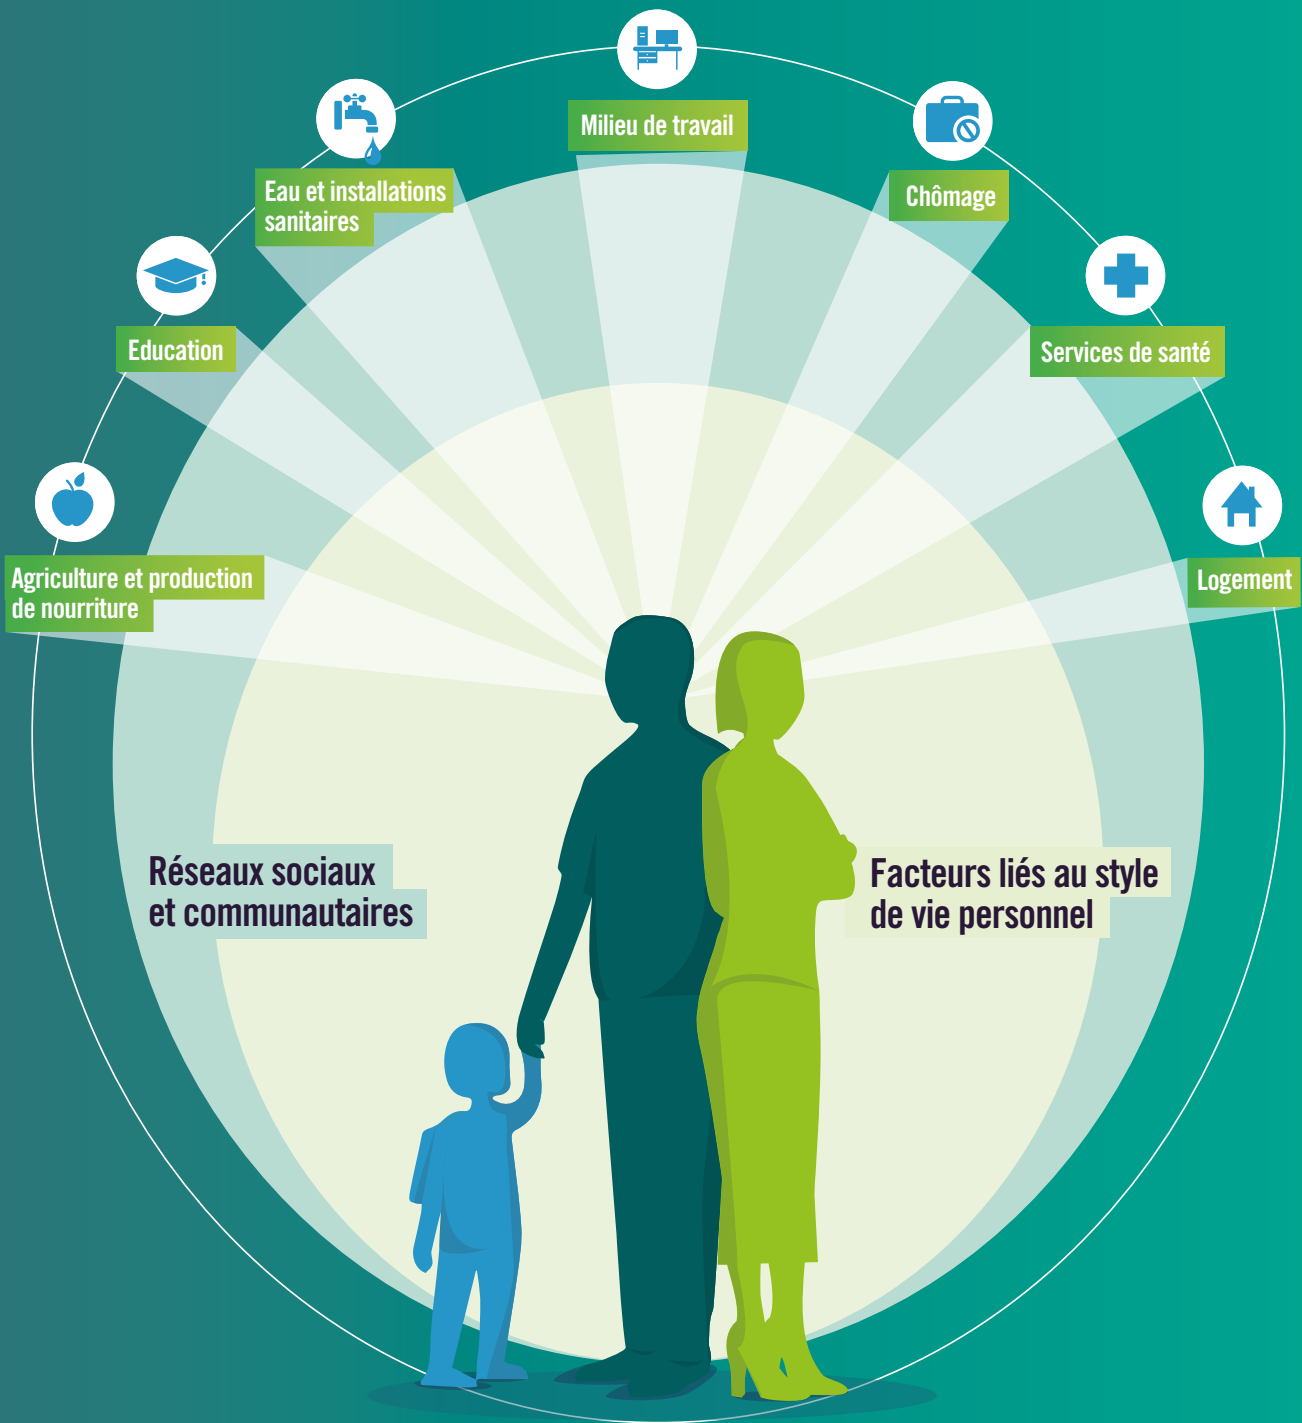 Milieu de travail
Eau et installations
sanitaires
Chômage
Education
Services de santé
Agriculture et production
de nourriture
Logement
Réseaux sociaux
et communautaires
Facteurs liés au style
de vie personnel